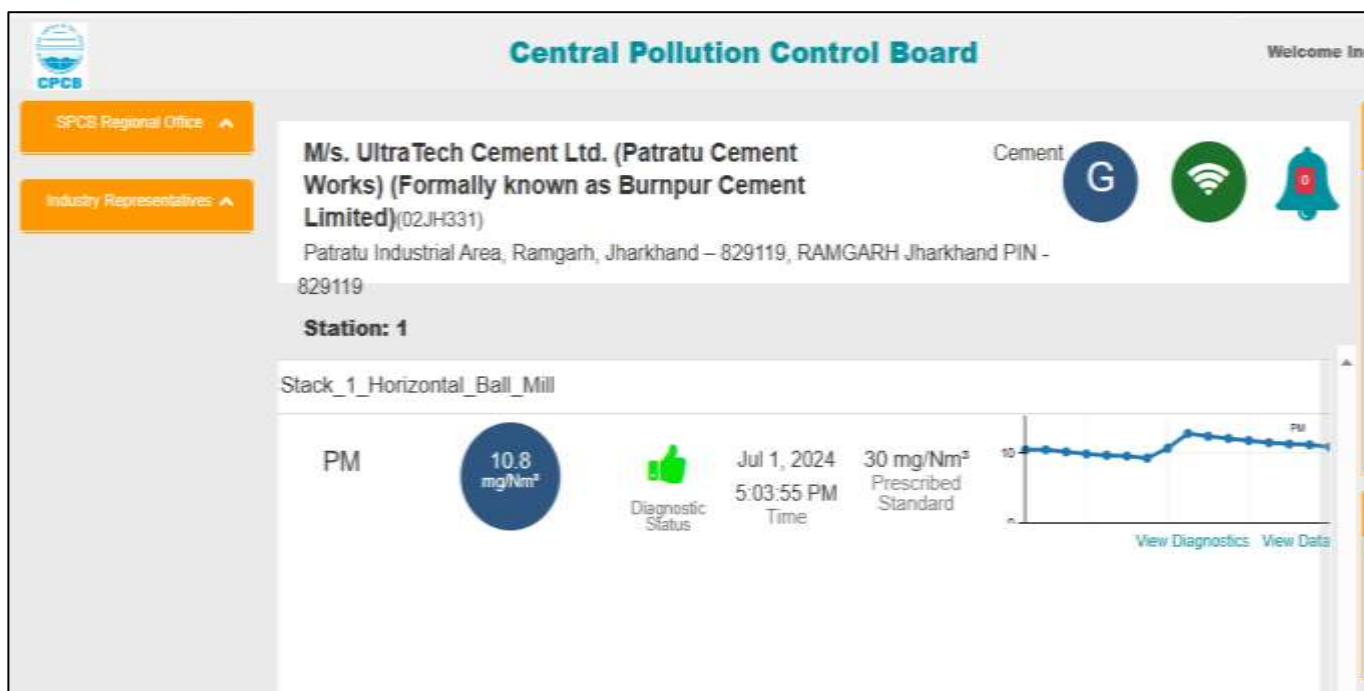 CPCB
Central Pollution Control Board
Welcome In
SPCB Regional Office
Industry Representatives
M/s. UltraTech Cement Ltd. (Patratu Cement
Works) (Formally known as Burnpur Cement
Limited)(02JH331)
Patratu Industrial Area, Ramgarh, Jharkhand – 829119, RAMGARH Jharkhand PIN -
829119
Cement
G
0
Station: 1
Stack_1_Horizontal_Ball_Mill
PM
10.8
mg/Nm³
Diagnostic
Status
Jul 1, 2024
5:03:55 PM
Time
30 mg/Nm³
Prescribed
Standard
PM
10
View Diagnostics View Data